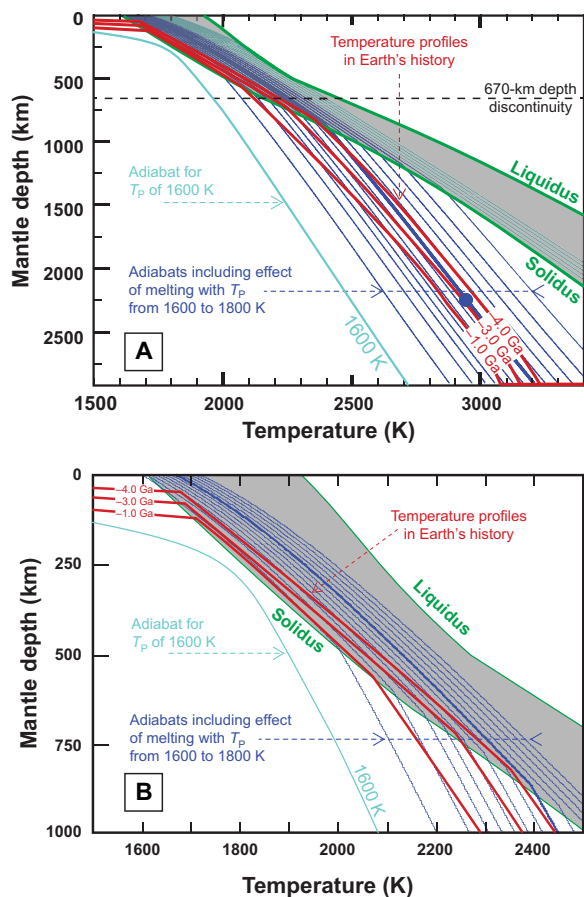 0
500
1000
1500
2000
2500
Mantle depth (km)
Temperature profiles
in Earth's history
670-km depth
discontinuity
Liquidus
Solidus
Adiabat for
TP of 1600 K
Adiabats including effect
of melting with TP
from 1600 to 1800 K
1600 K
–4.0 Ga
–3.0 Ga
–1.0 Ga
A
1500
2000
2500
3000
Temperature (K)
0
250
500
750
1000
Mantle depth (km)
–4.0 Ga
–3.0 Ga
–1.0 Ga
Temperature profiles
in Earth's history
Liquidus
Solidus
Adiabat for
TP of 1600 K
Adiabats including effect
of melting with TP
from 1600 to 1800 K
1600 K
B
1600
1800
2000
2200
2400
Temperature (K)